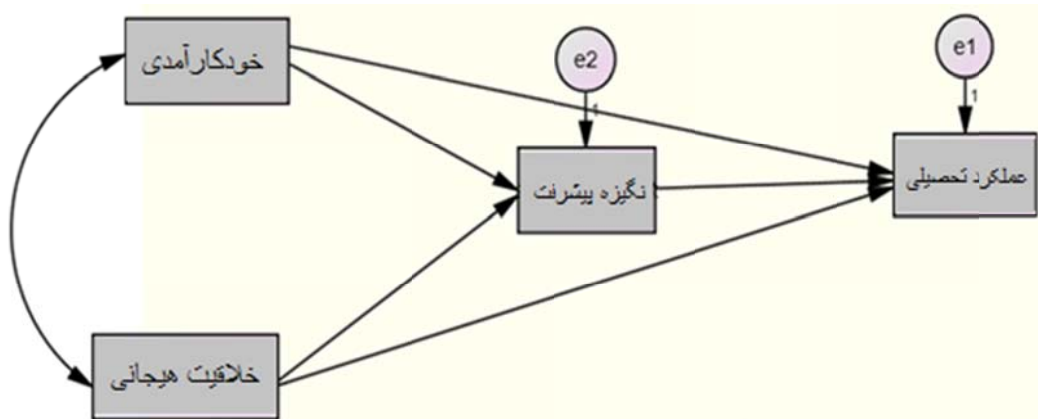 خودکارآمدی
e2
1
e1
1
نگیزه پیشرفت
عملکرد تحصیلی
خلاقیت هیجانی